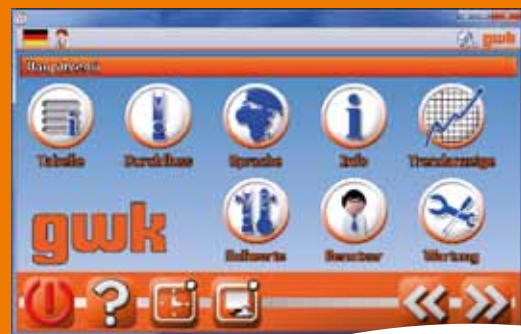 gwk
Hauptmenü
Tabelle Durchfluss Sprache Info Trendanzeige
gwk
Sollwerte Benutzer Wartung
?